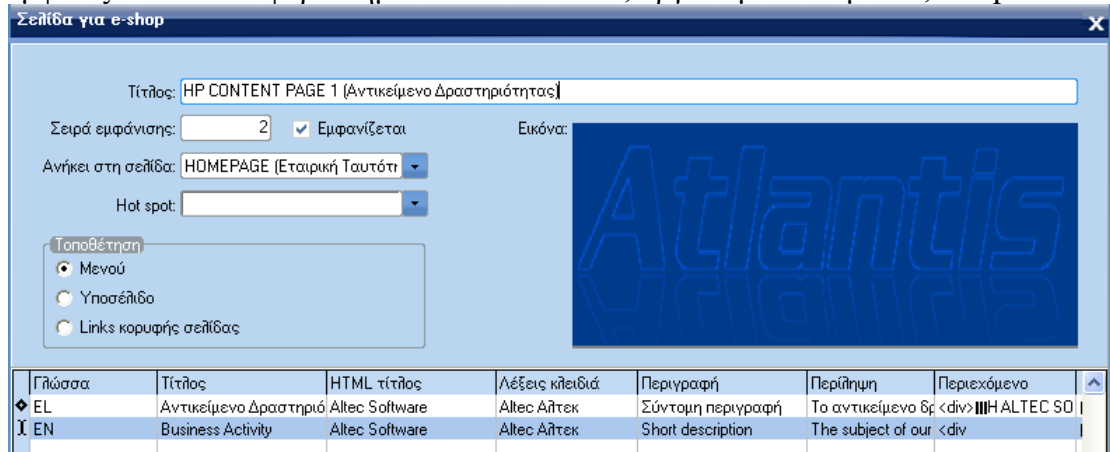 Σελίδα για e-shop
Τίτλος: HP CONTENT PAGE 1 (Αντικείμενο Δραστηριότητας)
Σειρά εμφάνισης: 2 Εμφανίζεται Εικόνα:
Ανήκει στη σελίδα: HOMEPAGE (Εταιρική Ταυτότη
Hot spot:
Atlantis
Τοποθέτηση
Μενού
Υποσέλιδο
Links κορυφής σελίδας
Γλώσσα Τίτλος HTML τίτλος Λέξεις κλειδιά Περιγραφή Περίληψη Περιεχόμενο
EL Αντικείμενο Δραστηριό Altec Software Altec Αλτεκ Σύντομη περιγραφή Το αντικείμενο δρ <div>|||Η ALTEC SO
EN Business Activity Altec Software Altec Αλτεκ Short description The subject of our <div